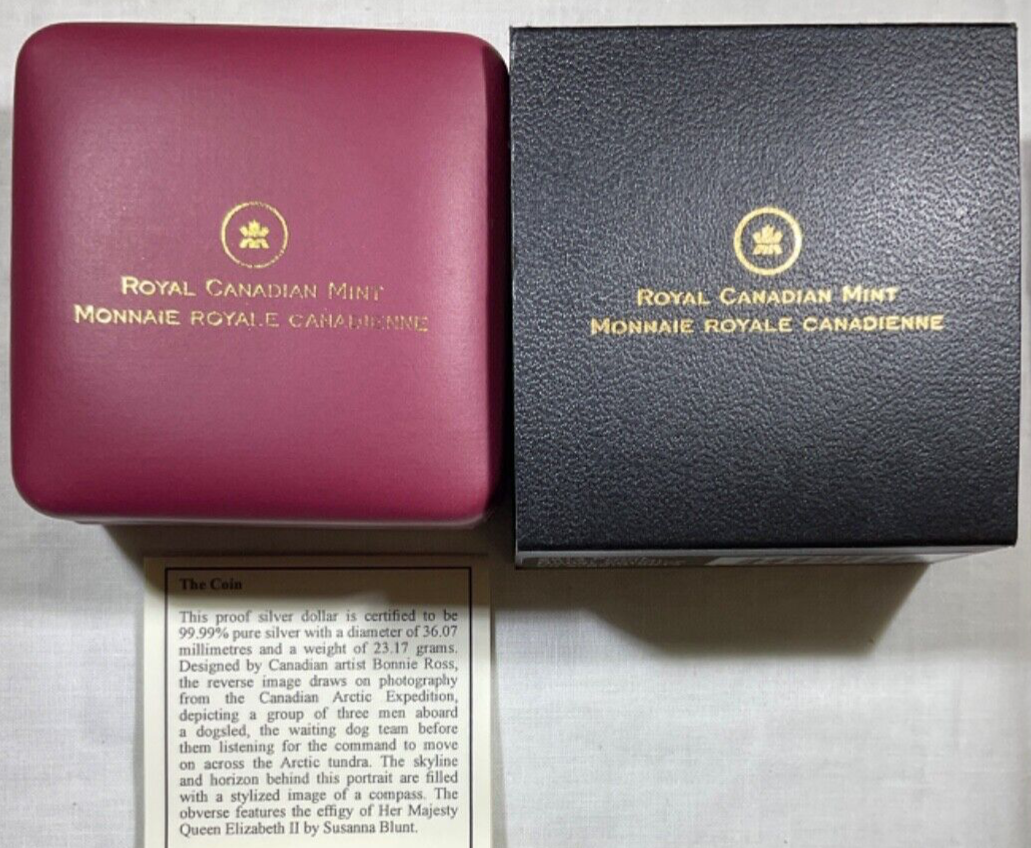 ROYAL CANADIAN MINT
MONNAIE ROYALE CANADIENNE
ROYAL CANADIAN MINT
MONNAIE ROYALE CANADIENNE
The Coin
This proof silver dollar is certified to be
99.99% pure silver with a diameter of 36.07
millimetres and a weight of 23.17 grams.
Designed by Canadian artist Bonnie Ross,
the reverse image draws on photography
from the Canadian Arctic Expedition,
depicting a group of three men aboard
a dogsled, the waiting dog team before
them listening for the command to move
on across the Arctic tundra. The skyline
and horizon behind this portrait are filled
with a stylized image of a compass. The
obverse features the effigy of Her Majesty
Queen Elizabeth II by Susanna Blunt.